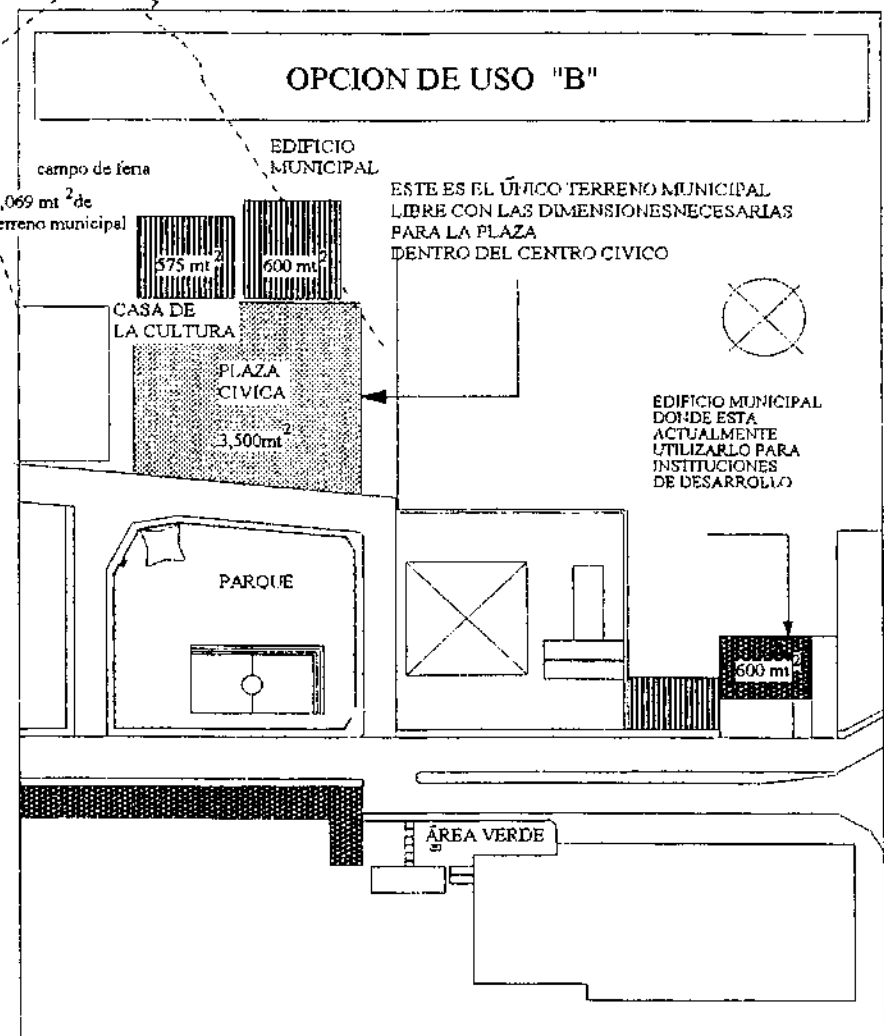 OPCION DE USO "B"
campo de feria
,069 mt 2 de
erreno municipal
EDIFICIO
MUNICIPAL
ESTE ES EL ÚNICO TERRENO MUNICIPAL
LIBRE CON LAS DIMENSIONESNECESARIAS
PARA LA PLAZA
DENTRO DEL CENTRO CIVICO
575 mt 2
600 mt 2
CASA DE
LA CULTURA
PLAZA
CIVICA
3,500mt 2
EDIFICIO MUNICIPAL
DONDE ESTA
ACTUALMENTE
UTILIZARLO PARA
INSTITUCIONES
DE DESARROLLO
PARQUE
600 mt 2
ÁREA VERDE